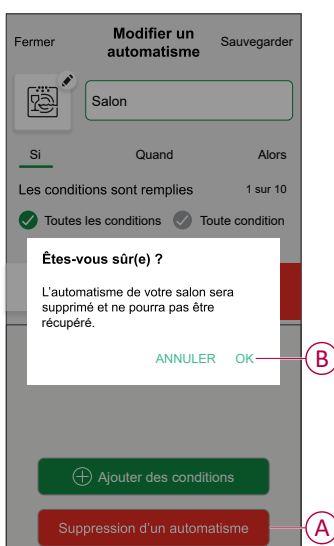 Fermer
Modifier un
automatisme
Sauvegarder
Salon
Si Quand Alors
Les conditions sont remplies 1 sur 10
Toutes les conditions Toute condition
Êtes-vous sûr(e) ?
L'automatisme de votre salon sera
supprimé et ne pourra pas être
récupéré.
ANNULER OK
B
Ajouter des conditions
Suppression d'un automatisme
A